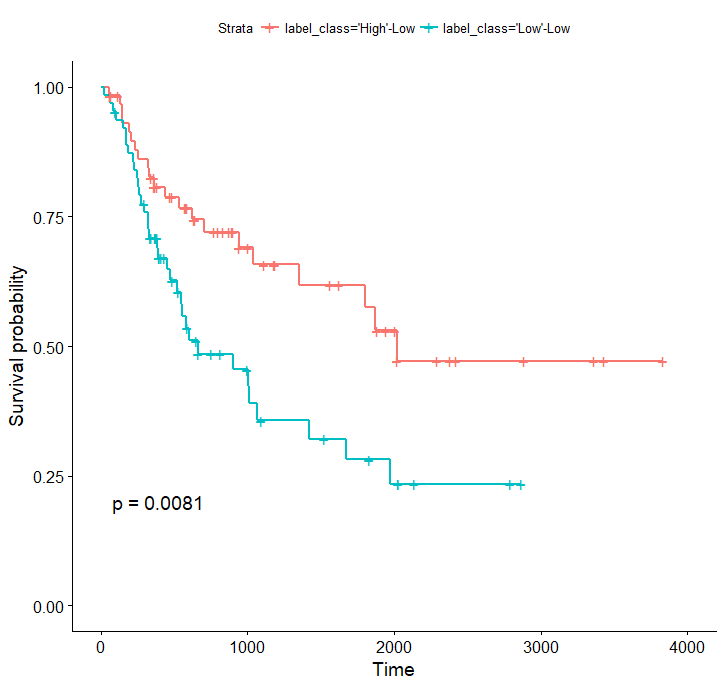 Strata label_class='High'-Low label_class='Low'-Low
1.00
0.75
Survival probability
0.50
0.25
p = 0.0081
0.00
0 1000 2000 3000 4000
Time